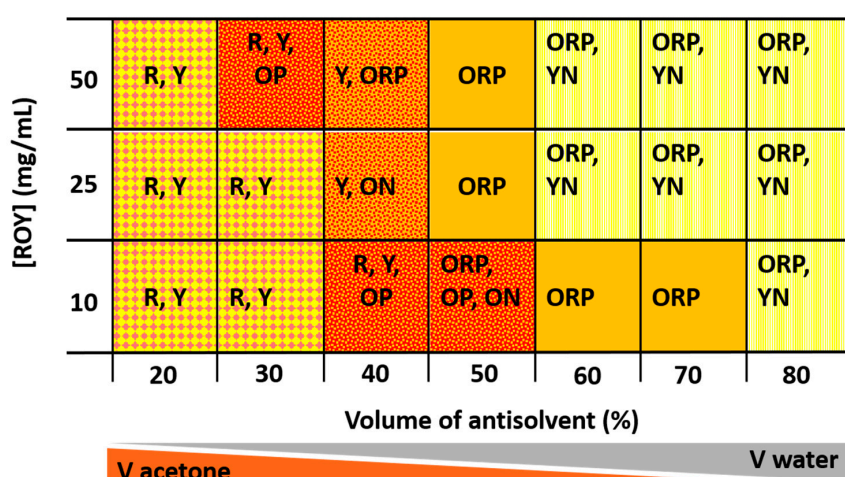 [ROY] (mg/mL)
50
R, Y
R, Y,
OP
Y, ORP
ORP
ORP,
YN
ORP,
YN
ORP,
YN
25
R, Y
R, Y
Y, ON
ORP
ORP,
YN
ORP,
YN
ORP,
YN
10
R, Y
R, Y
R, Y,
OP
ORP,
OP, ON
ORP
ORP
ORP,
YN
20 30 40 50 60 70 80
Volume of antisolvent (%)
V acetone
V water